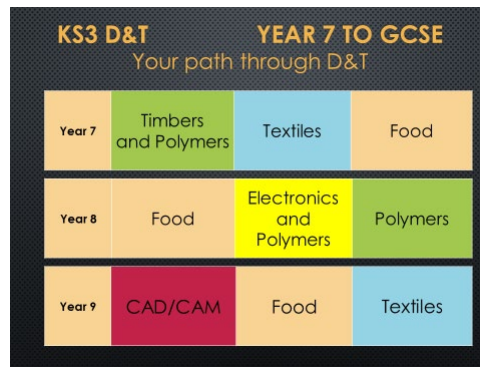 KS3 D&T YEAR 7 TO GCSE
Your path through D&T
Year 7
Timbers
and Polymers
Textiles
Food
Year 8
Food
Electronics
and
Polymers
Polymers
Year 9
CAD/CAM
Food
Textiles